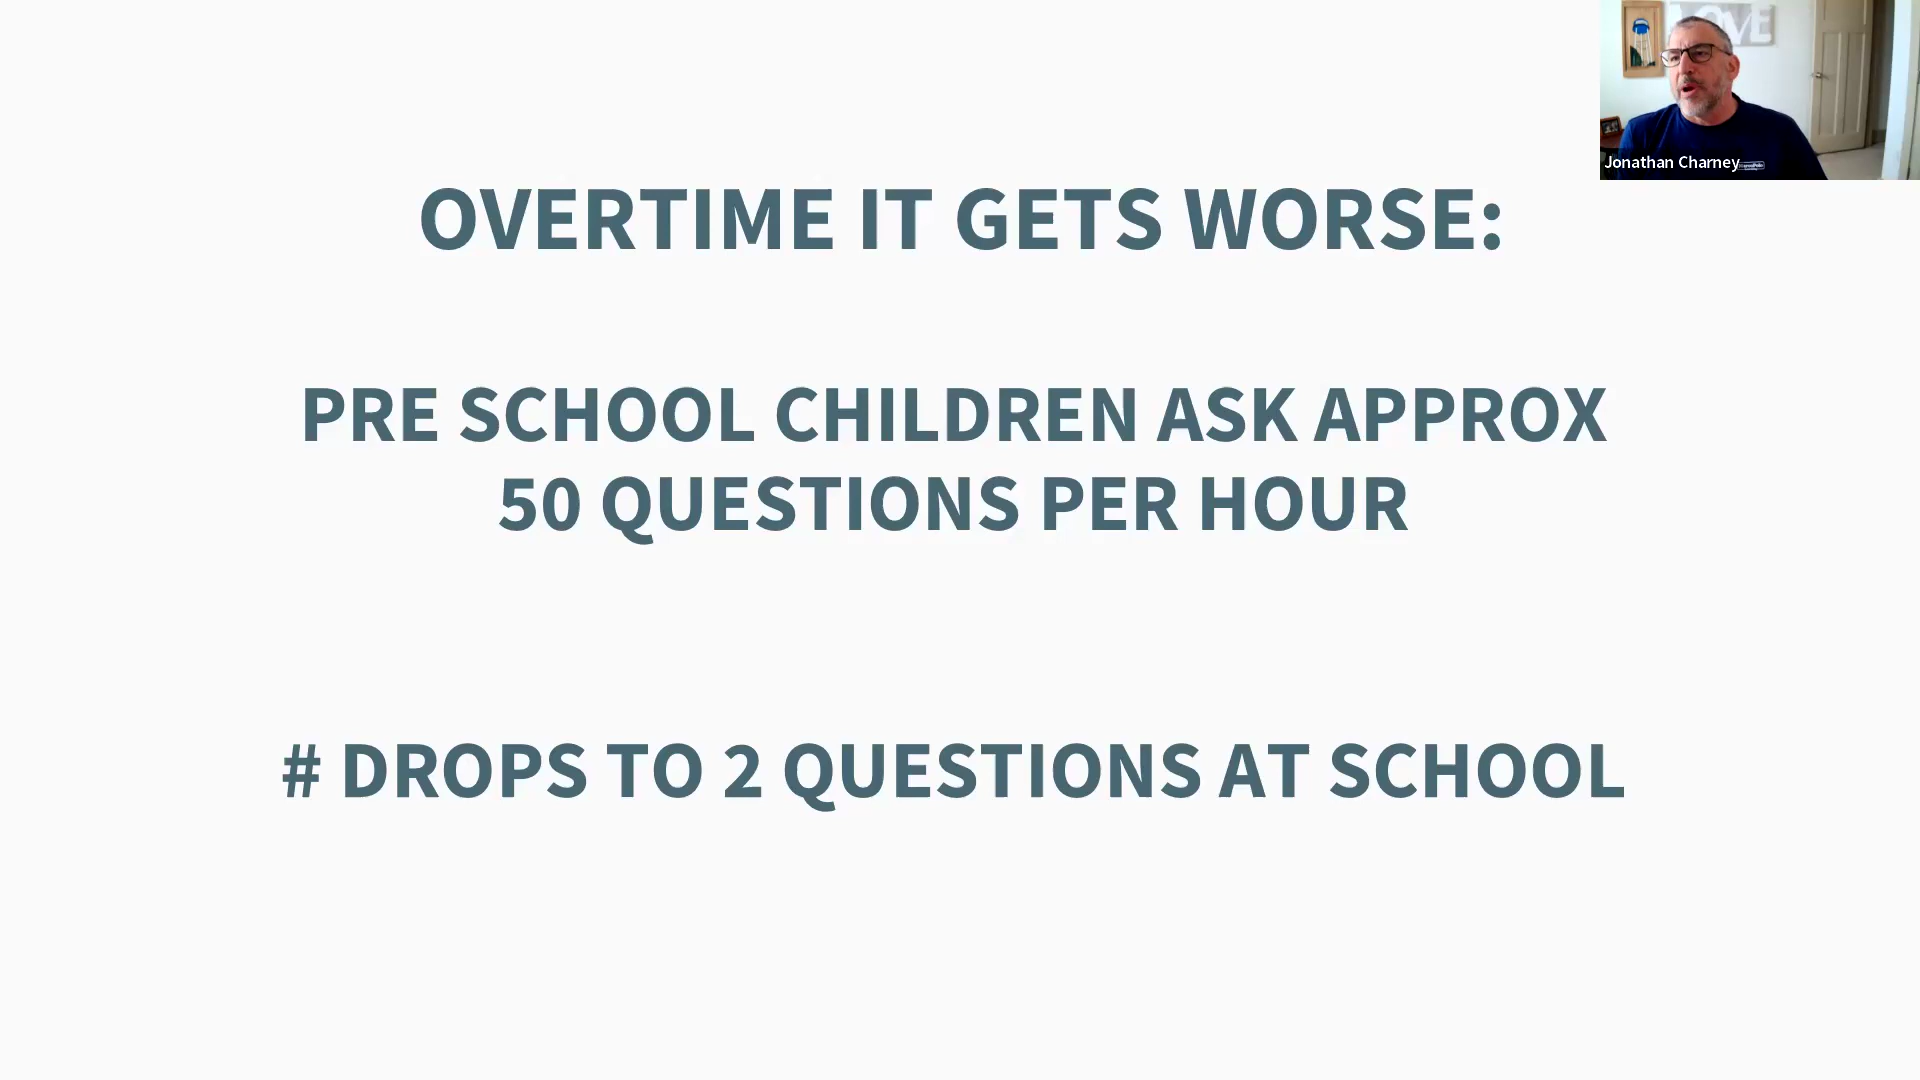 LOVE
Jonathan Charney
OVERTIME IT GETS WORSE:
PRE SCHOOL CHILDREN ASK APPROX
50 QUESTIONS PER HOUR
# DROPS TO 2 QUESTIONS AT SCHOOL